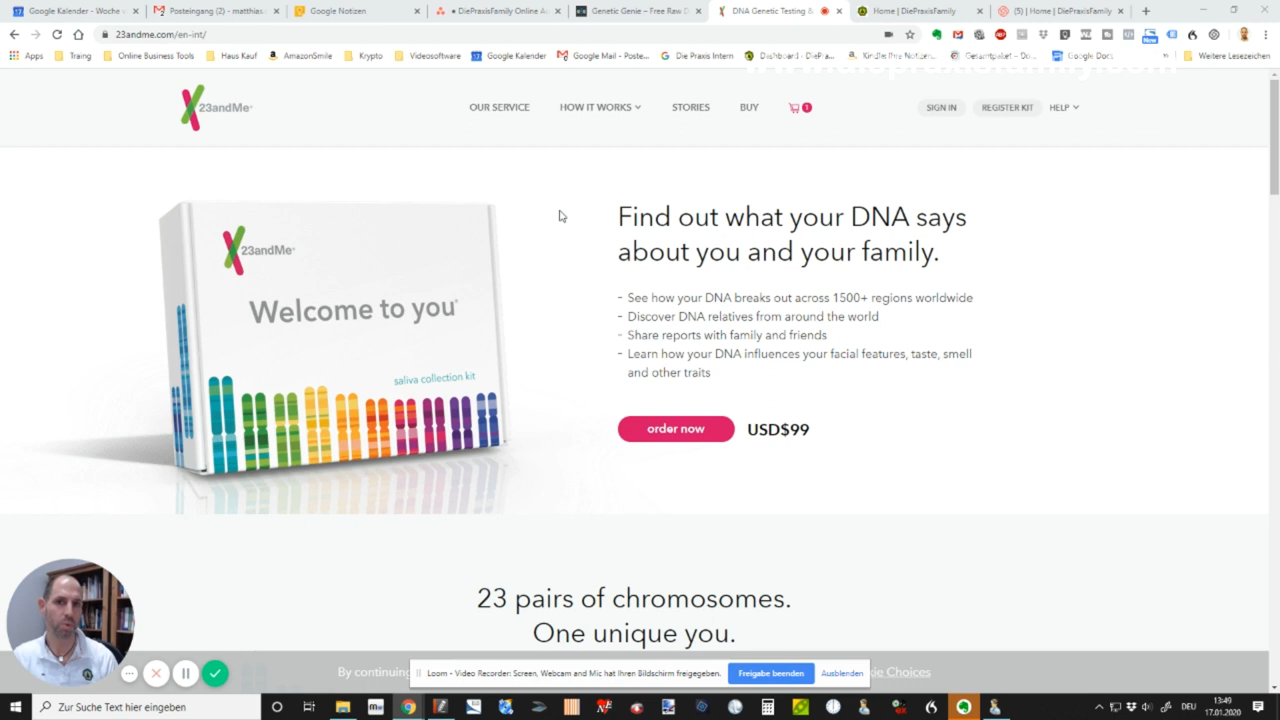 Google Kalender - Woche
Posteingang (2) - matthias.
Google Notizen
• DiePraxisFamily Online A
Genetic Genie – Free Raw D
DNA Genetic Testing &
Home | DiePraxisFamily
(5) | Home | DiePraxisFamily
23andme.com/en-int/
Apps
Traing
Online Business Tools
Haus Kauf
AmazonSmile
Krypto
Videosoftware
Google Kalender
Google Mail - Poste...
Die Praxis Intern
Dashboard - DiePra...
Kindle: Ihre Notizen...
Gesamtpaket – Do...
Google Docs
Weitere Lesezeichen
23andMe
OUR SERVICE
HOW IT WORKS
STORIES
BUY
1
SIGN IN
REGISTER KIT
HELP
23andMe
Welcome to you
saliva collection kit
Find out what your DNA says
about you and your family.
- See how your DNA breaks out across 1500+ regions worldwide
- Discover DNA relatives from around the world
- Share reports with family and friends
- Learn how your DNA influences your facial features, taste, smell
and other traits
order now
USD$99
23 pairs of chromosomes.
One unique you.
By continuing
Loom – Video Recorder: Screen, Webcam and Mic hat Ihren Bildschirm freigegeben.
Freigabe beenden
Ausblenden
Choices
Zur Suche Text hier eingeben
DEU
13:49
17.01.2020